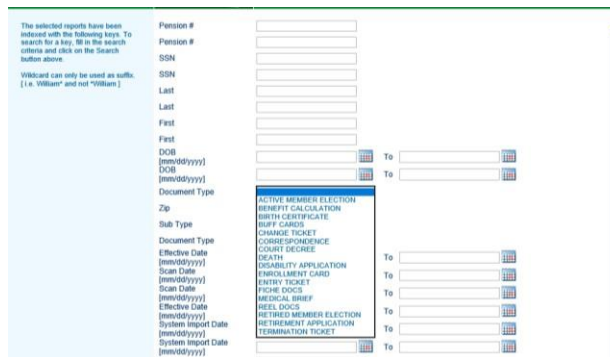 The selected reports have been
indexed with the following keys. To
search for a key, fill in the search
criteria and click on the Search
button above.
Wildcard can only be used as suffix.
[ i.e. William* and not *William ]
Pension #
Pension #
SSN
SSN
Last
Last
First
First
DOB
[mm/dd/yyyy] To
DOB
[mm/dd/yyyy] To
Document Type
Zip
Sub Type
Document Type
ACTIVE MEMBER ELECTION
BENEFIT CALCULATION
BIRTH CERTIFICATE
BUFF CARDS
CHANGE TICKET
CORRESPONDENCE
COURT DECREE
DEATH
DISABILITY APPLICATION
ENROLLMENT CARD
ENTRY TICKET
FICHE DOCS
MEDICAL BRIEF
REEL DOCS
RETIRED MEMBER ELECTION
RETIREMENT APPLICATION
TERMINATION TICKET
Effective Date
[mm/dd/yyyy] To
Scan Date
[mm/dd/yyyy] To
Scan Date
[mm/dd/yyyy] To
Effective Date
[mm/dd/yyyy] To
System Import Date
[mm/dd/yyyy] To
System Import Date
[mm/dd/yyyy] To